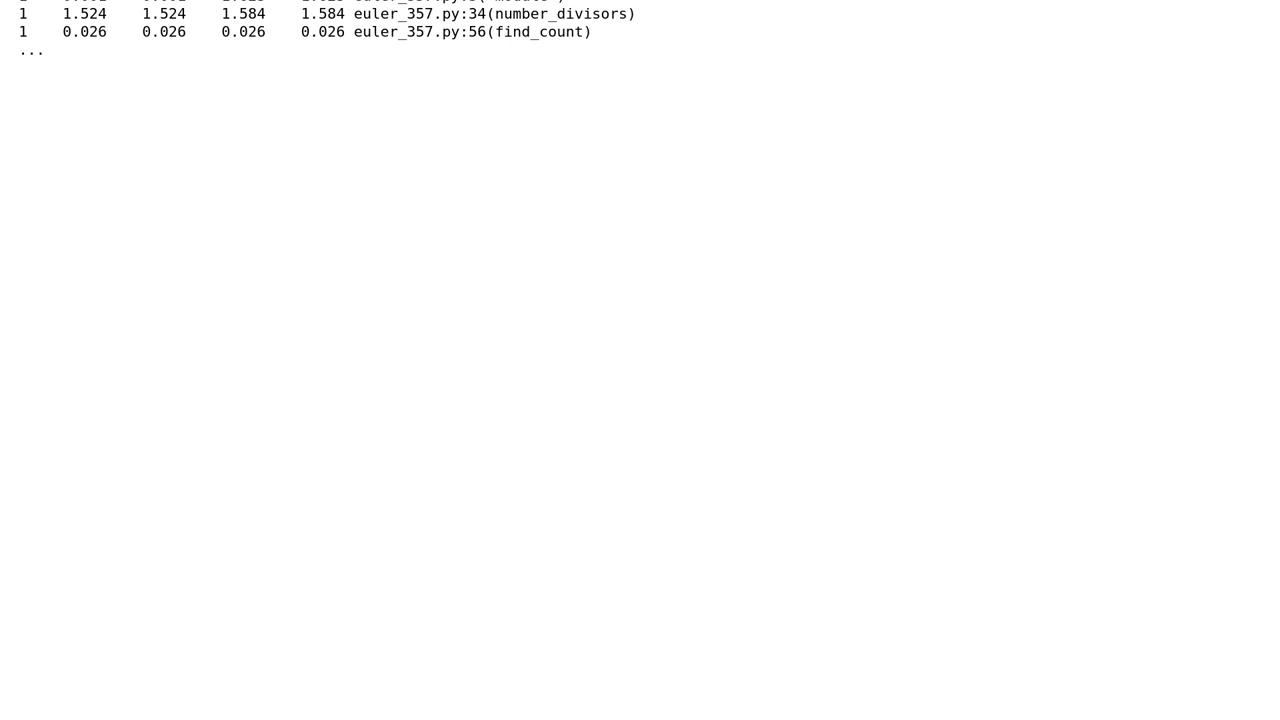 1 1.524 1.524 1.584 1.584 euler_357.py:34(number_divisors)
1 0.026 0.026 0.026 0.026 euler_357.py:56(find_count)
...